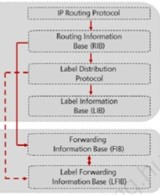 IP Routing Protocol
Routing Information
Base (RIB)
Label Distribution
Protocol
Label Information
Base (LIB)
Forwarding
Information Base (FIB)
Label Forwarding
Information Base (LFIB)